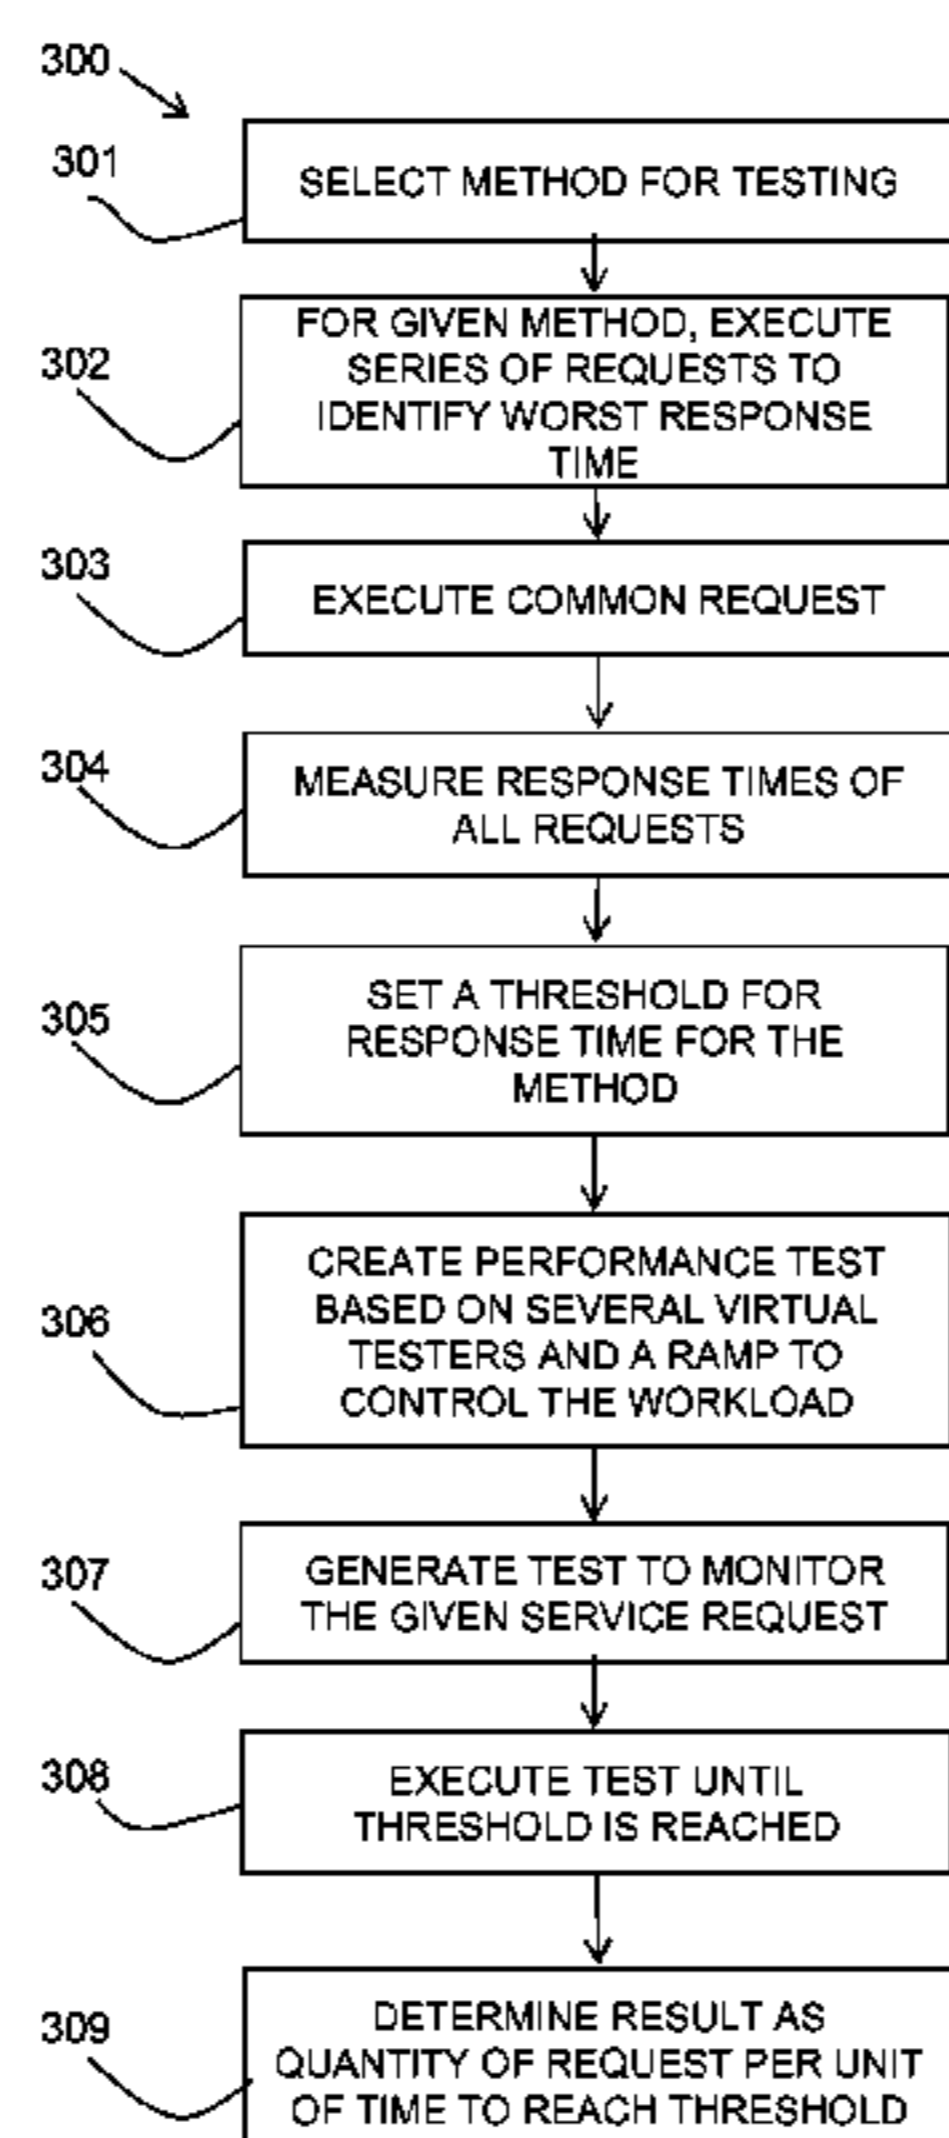 300
301
SELECT METHOD FOR TESTING
302
FOR GIVEN METHOD, EXECUTE
SERIES OF REQUESTS TO
IDENTIFY WORST RESPONSE
TIME
303
EXECUTE COMMON REQUEST
304
MEASURE RESPONSE TIMES OF
ALL REQUESTS
305
SET A THRESHOLD FOR
RESPONSE TIME FOR THE
METHOD
306
CREATE PERFORMANCE TEST
BASED ON SEVERAL VIRTUAL
TESTERS AND A RAMP TO
CONTROL THE WORKLOAD
307
GENERATE TEST TO MONITOR
THE GIVEN SERVICE REQUEST
308
EXECUTE TEST UNTIL
THRESHOLD IS REACHED
309
DETERMINE RESULT AS
QUANTITY OF REQUEST PER UNIT
OF TIME TO REACH THRESHOLD